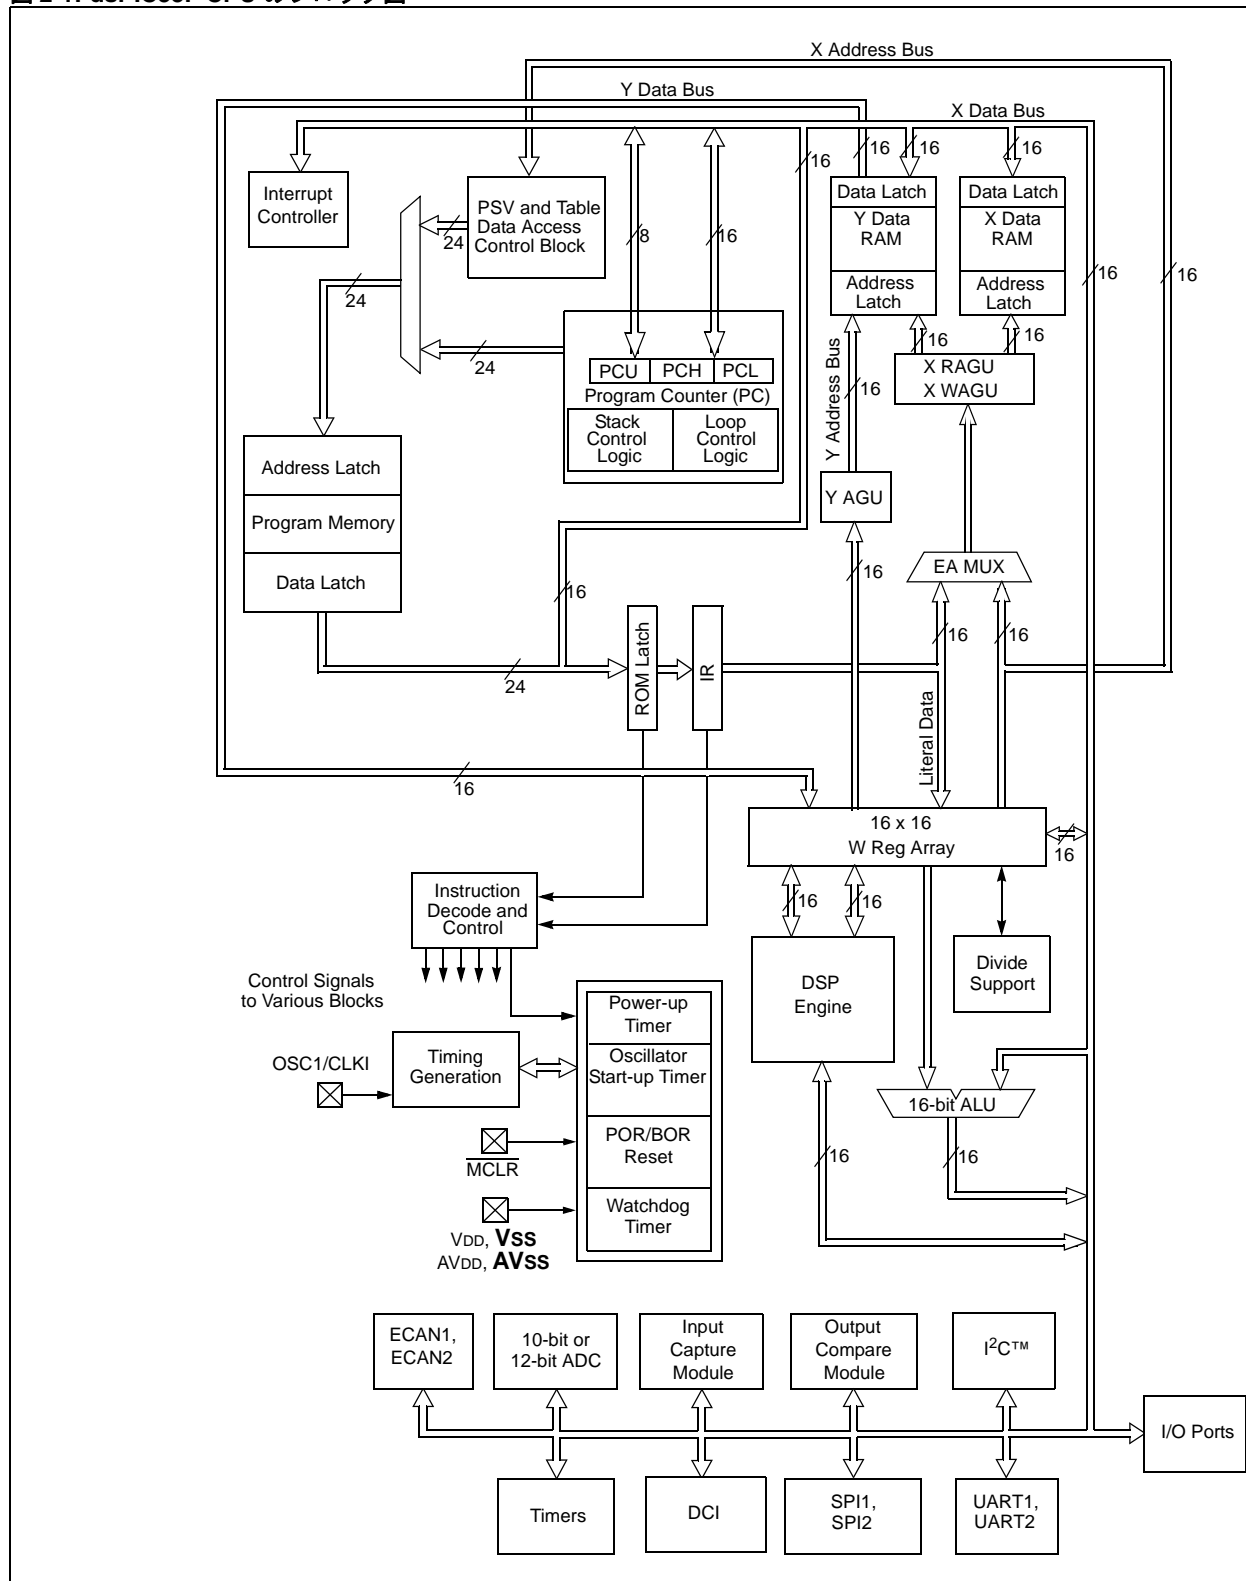 X Address Bus
Y Data Bus
X Data Bus
16
16
16
16
Interrupt
Controller
PSV and Table
Data Access
Control Block
24
8
16
Data Latch
Y Data
RAM
Address
Latch
Data Latch
X Data
RAM
Address
Latch
16
16
24
24
16
16
PCU
PCH
PCL
Program Counter (PC)
Stack
Control
Logic
Loop
Control
Logic
X RAGU
X WAGU
Y Address Bus
16
Address Latch
Program Memory
Data Latch
Y AGU
EA MUX
16
16
16
16
24
ROM Latch
IR
Literal Data
16
16 x 16
W Reg Array
16
Instruction
Decode and
Control
16
16
Control Signals
to Various Blocks
DSP
Engine
Divide
Support
Power-up
Timer
OSC1/CLKI
Timing
Generation
Oscillator
Start-up Timer
16-bit ALU
POR/BOR
Reset
MCLR
16
16
Watchdog
Timer
VDD, VSS
AVDD, AVSS
ECAN1,
ECAN2
10-bit or
12-bit ADC
Input
Capture
Module
Output
Compare
Module
I2C™
I/O Ports
Timers
DCI
SPI1,
SPI2
UART1,
UART2